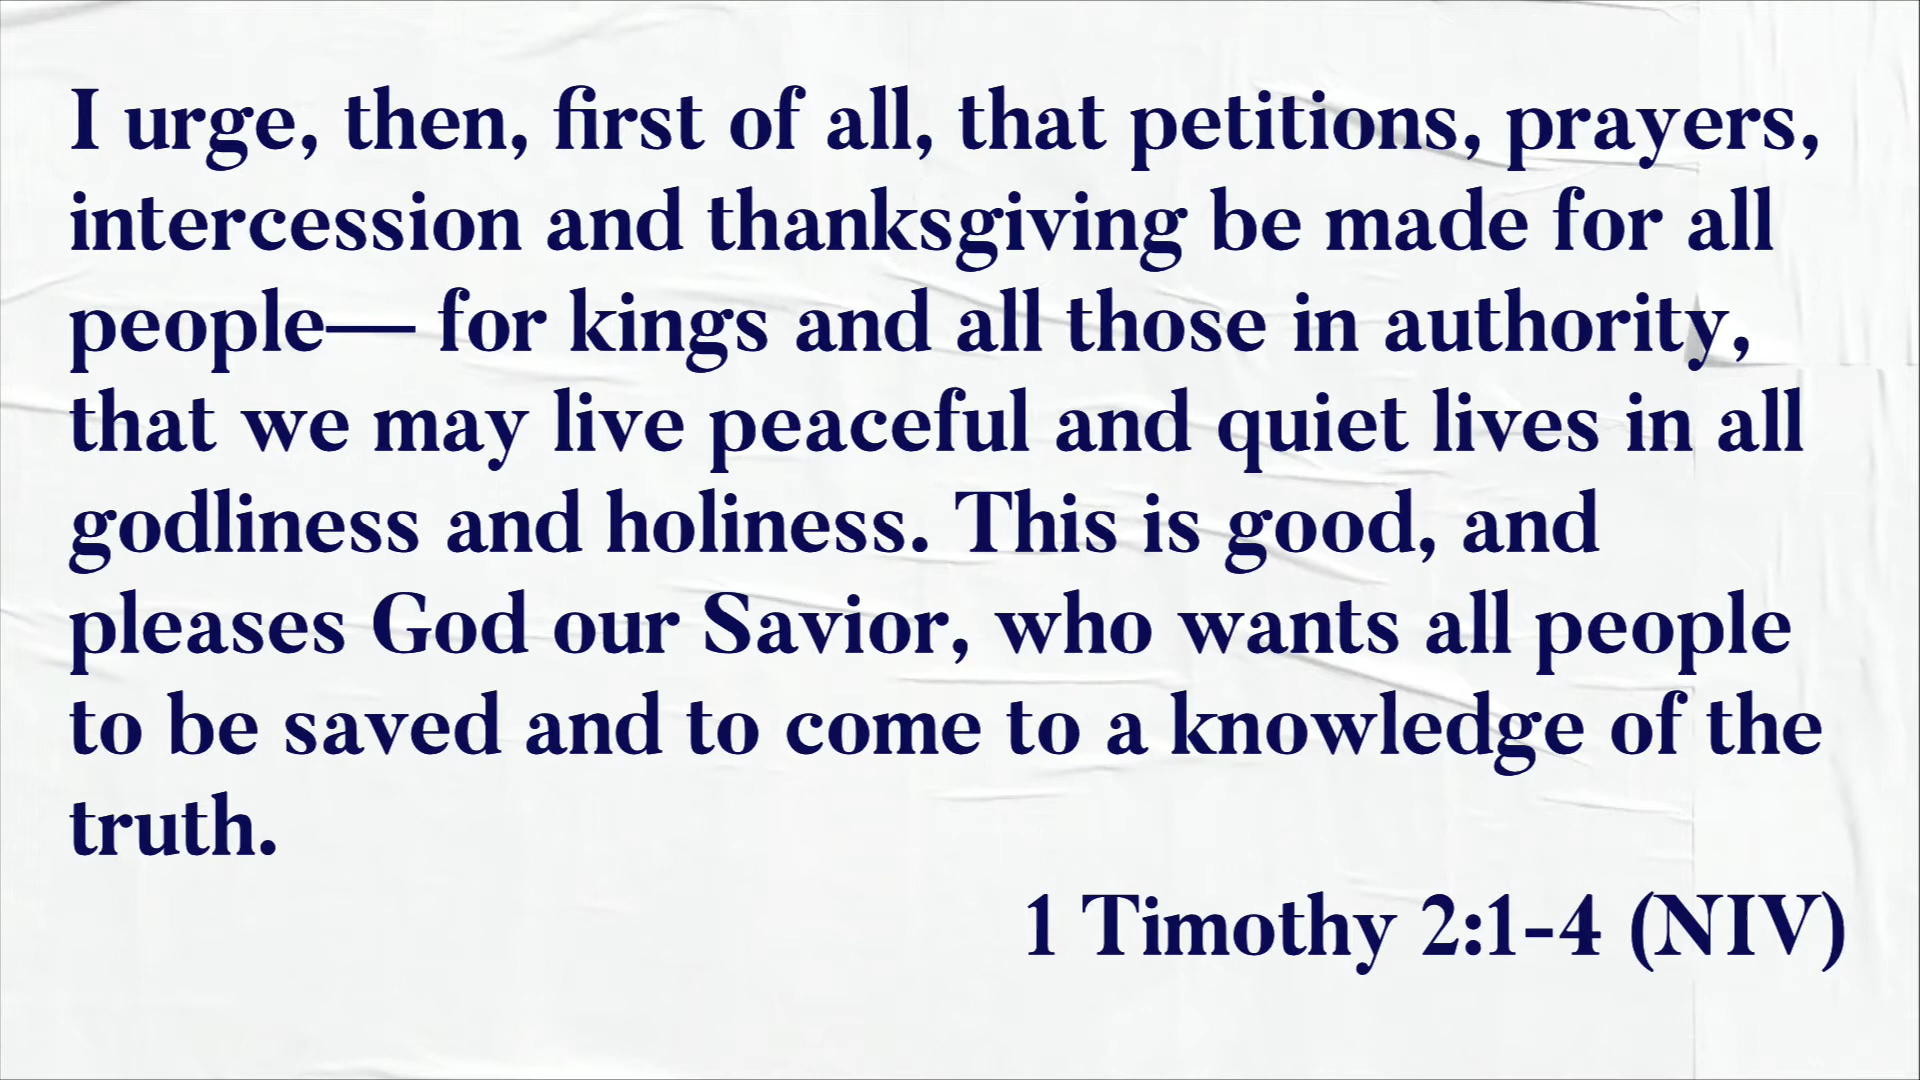 I urge, then, first of all, that petitions, prayers,
intercession and thanksgiving be made for all
people— for kings and all those in authority,
that we may live peaceful and quiet lives in all
godliness and holiness. This is good, and
pleases God our Savior, who wants all people
to be saved and to come to a knowledge of the
truth.
1 Timothy 2:1-4 (NIV)